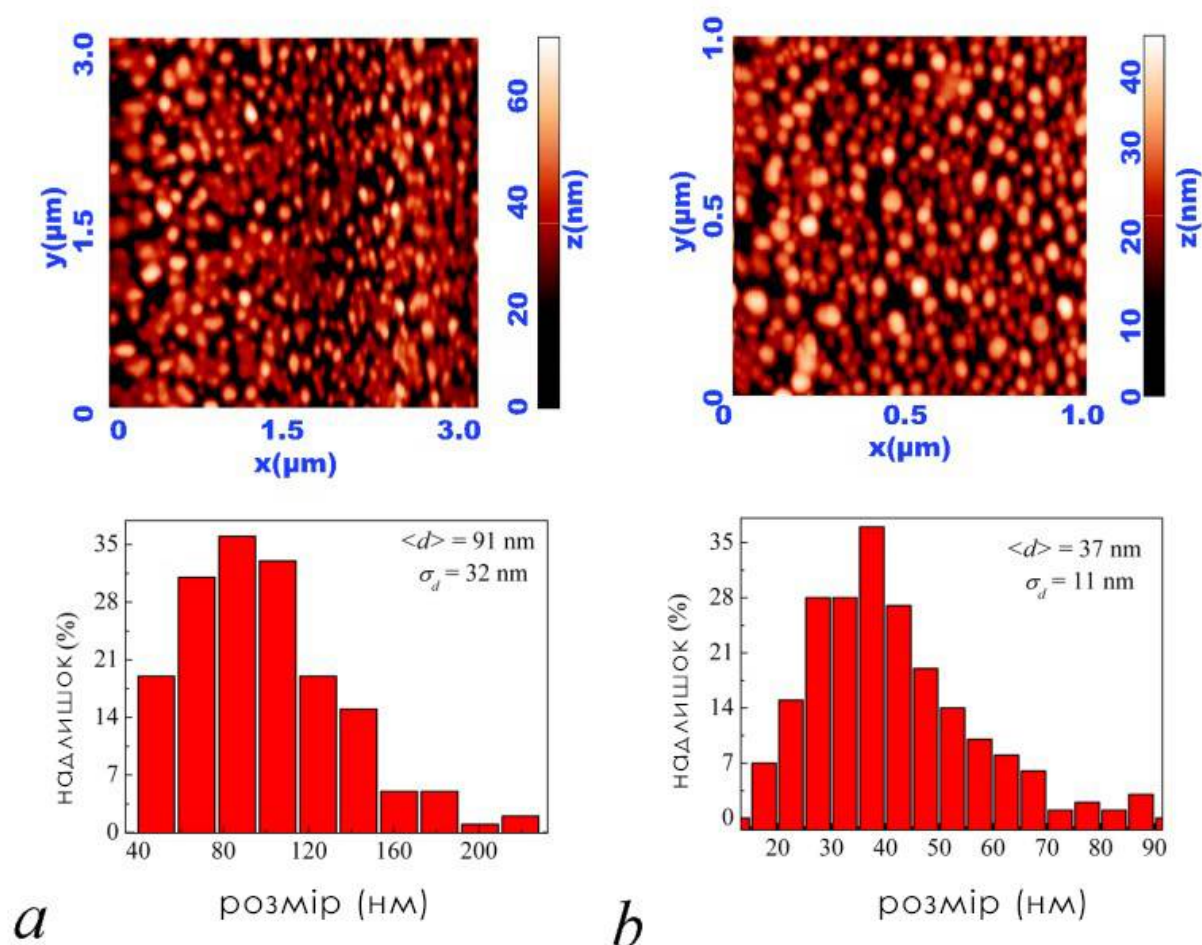 3.0
1.5
0
y(µm)
0
1.5
3.0
x(µm)
60
40
20
0
z(nm)
1.0
0.5
0
y(µm)
0
0.5
1.0
x(µm)
40
30
20
10
0
z(nm)
<d> = 91 nm
σd = 32 nm
35
28
21
14
7
0
надлишок (%)
40 80 120 160 200
розмір (нм)
a
<d> = 37 nm
σd = 11 nm
35
28
21
14
7
0
надлишок (%)
20 30 40 50 60 70 80 90
розмір (нм)
b